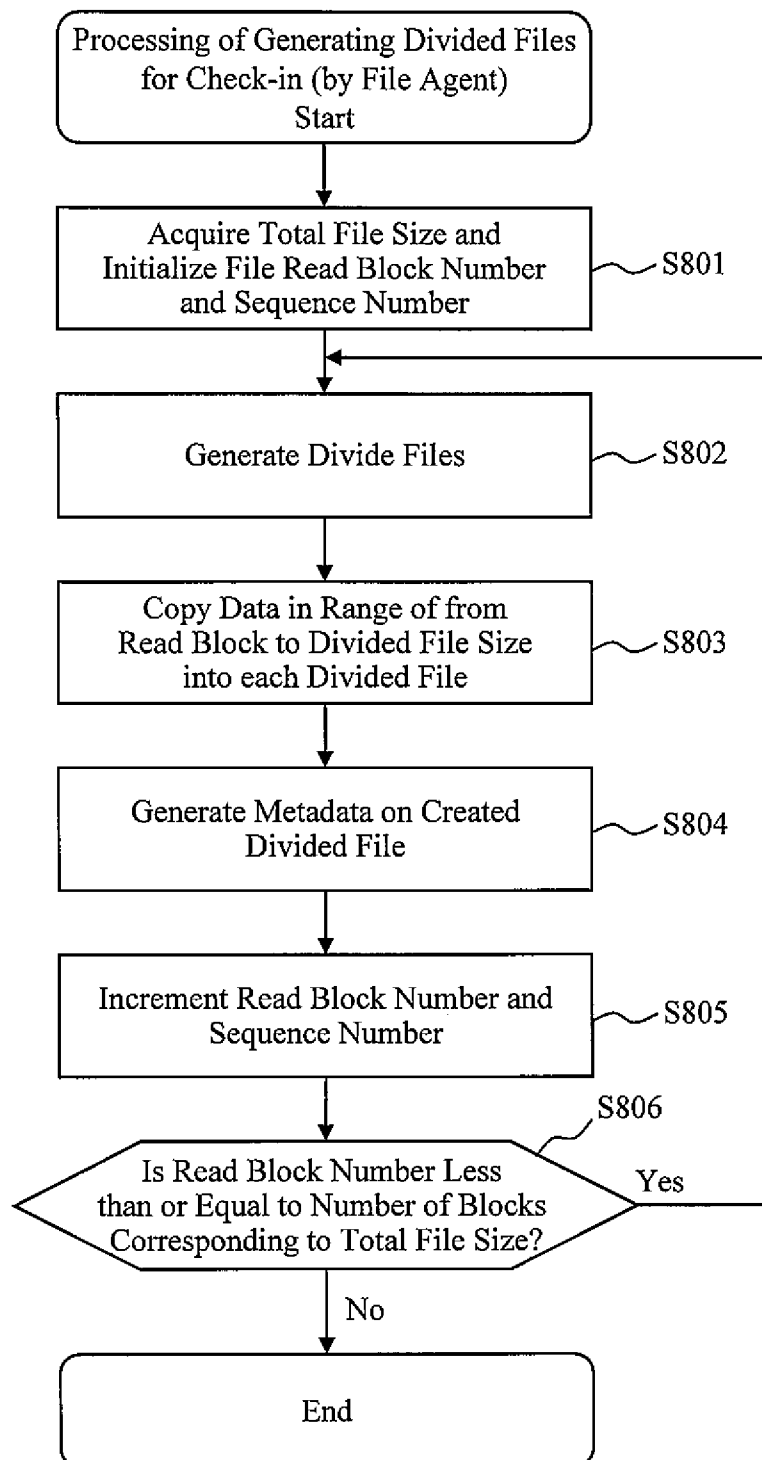 Processing of Generating Divided Files
for Check-in (by File Agent)
Start
Acquire Total File Size and
Initialize File Read Block Number
and Sequence Number
S801
Generate Divide Files
S802
Copy Data in Range of from
Read Block to Divided File Size
into each Divided File
S803
Generate Metadata on Created
Divided File
S804
Increment Read Block Number and
Sequence Number
S805
S806
Is Read Block Number Less
than or Equal to Number of Blocks
Corresponding to Total File Size?
Yes
No
End